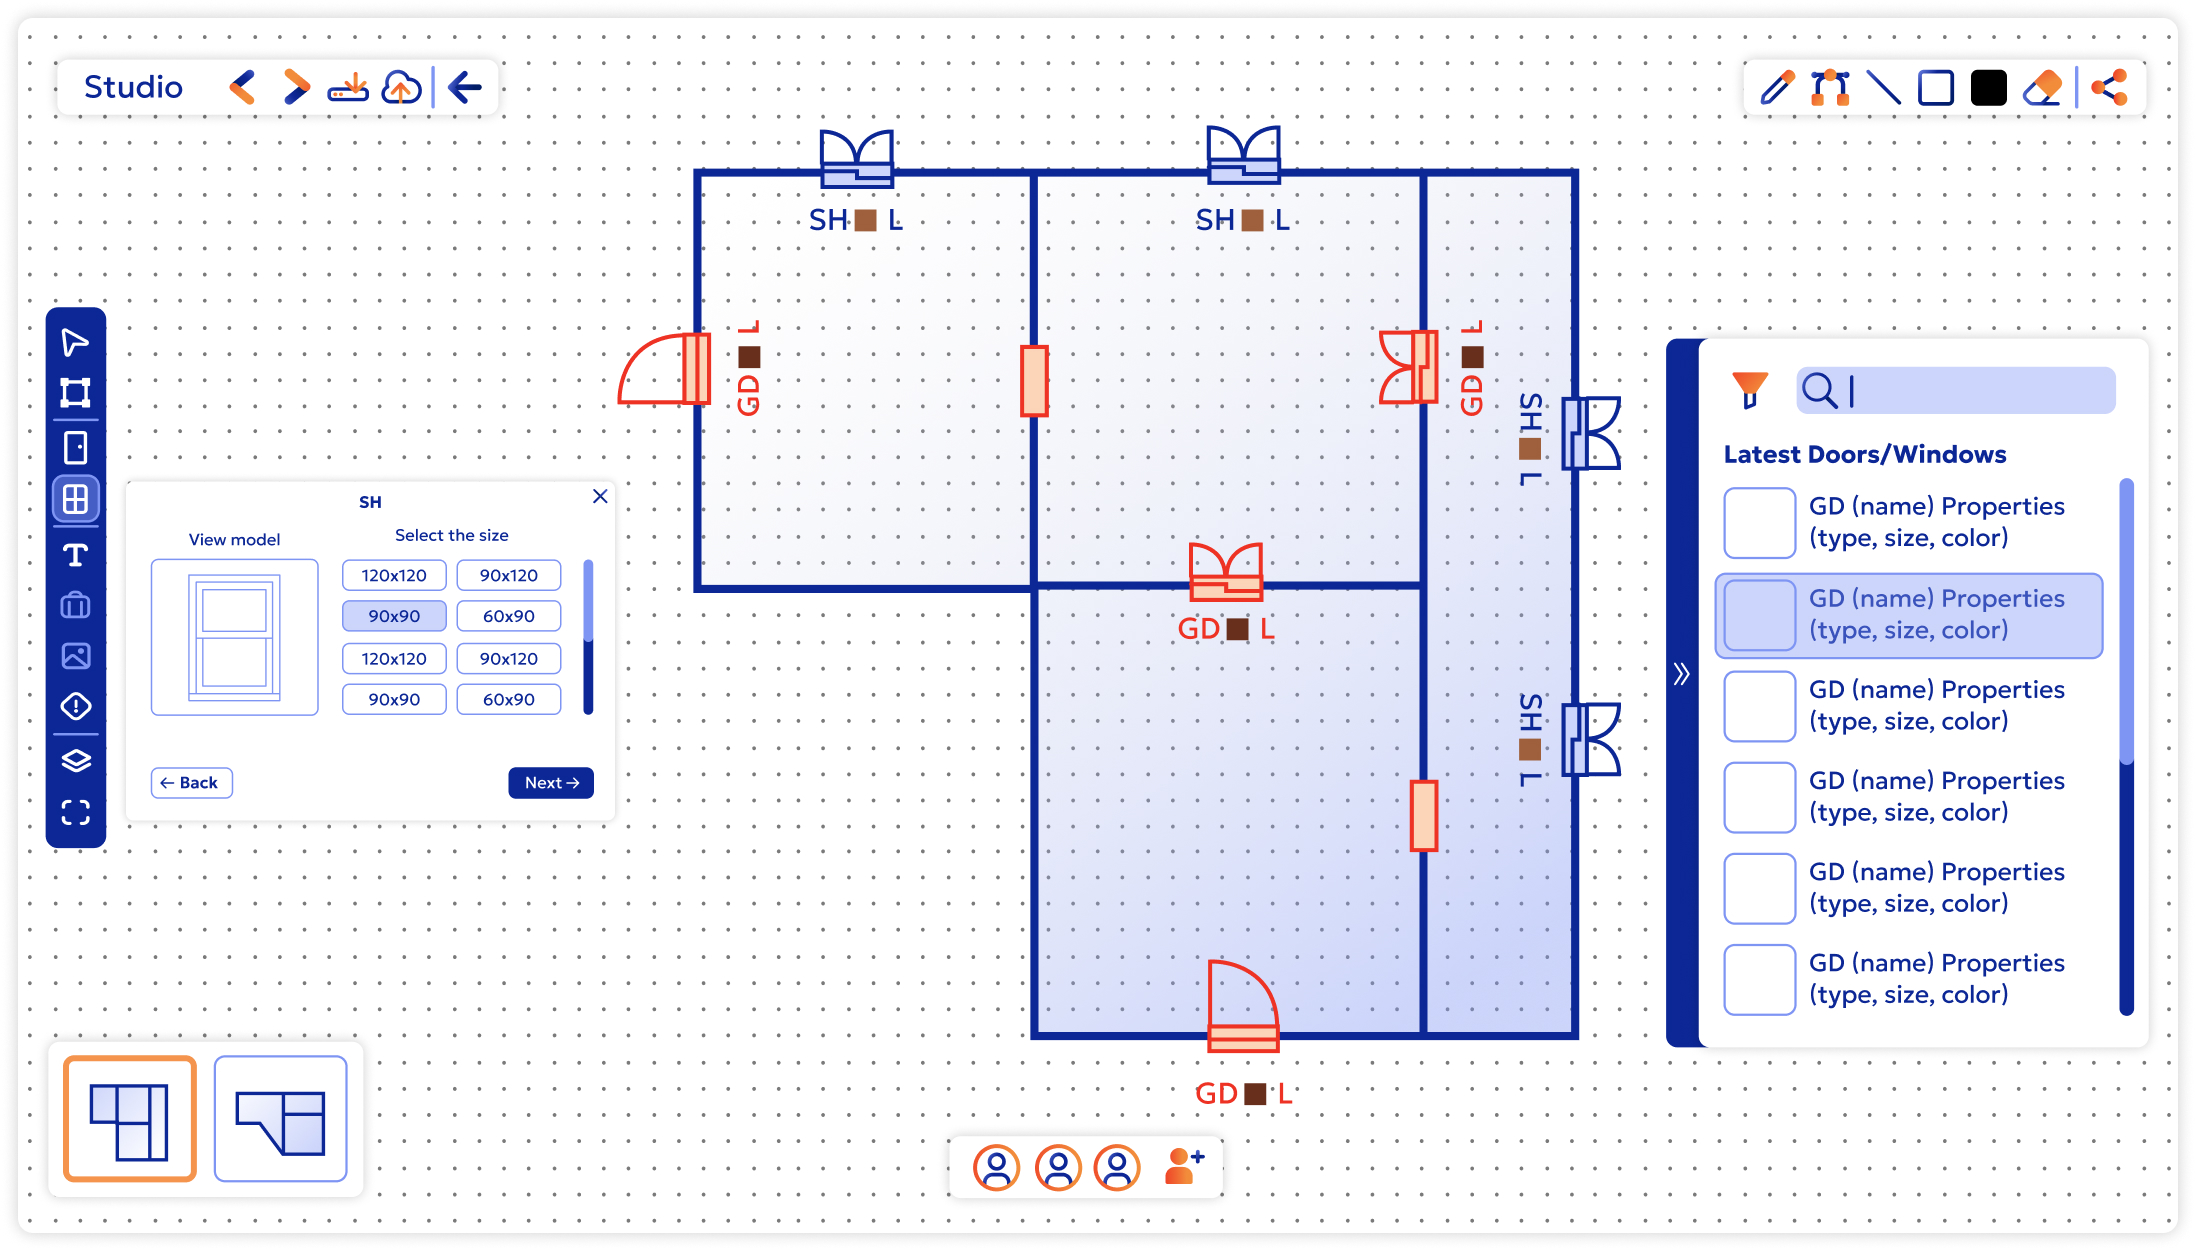 Studio
SH L
SH L
GD L
GD L
SH L
SH L
GD L
GD L
SH
View model
Select the size
120x120 90x120
90x90 60x90
120x120 90x120
90x90 60x90
← Back
Next →
Latest Doors/Windows
GD (name) Properties
(type, size, color)
GD (name) Properties
(type, size, color)
GD (name) Properties
(type, size, color)
GD (name) Properties
(type, size, color)
GD (name) Properties
(type, size, color)
GD (name) Properties
(type, size, color)